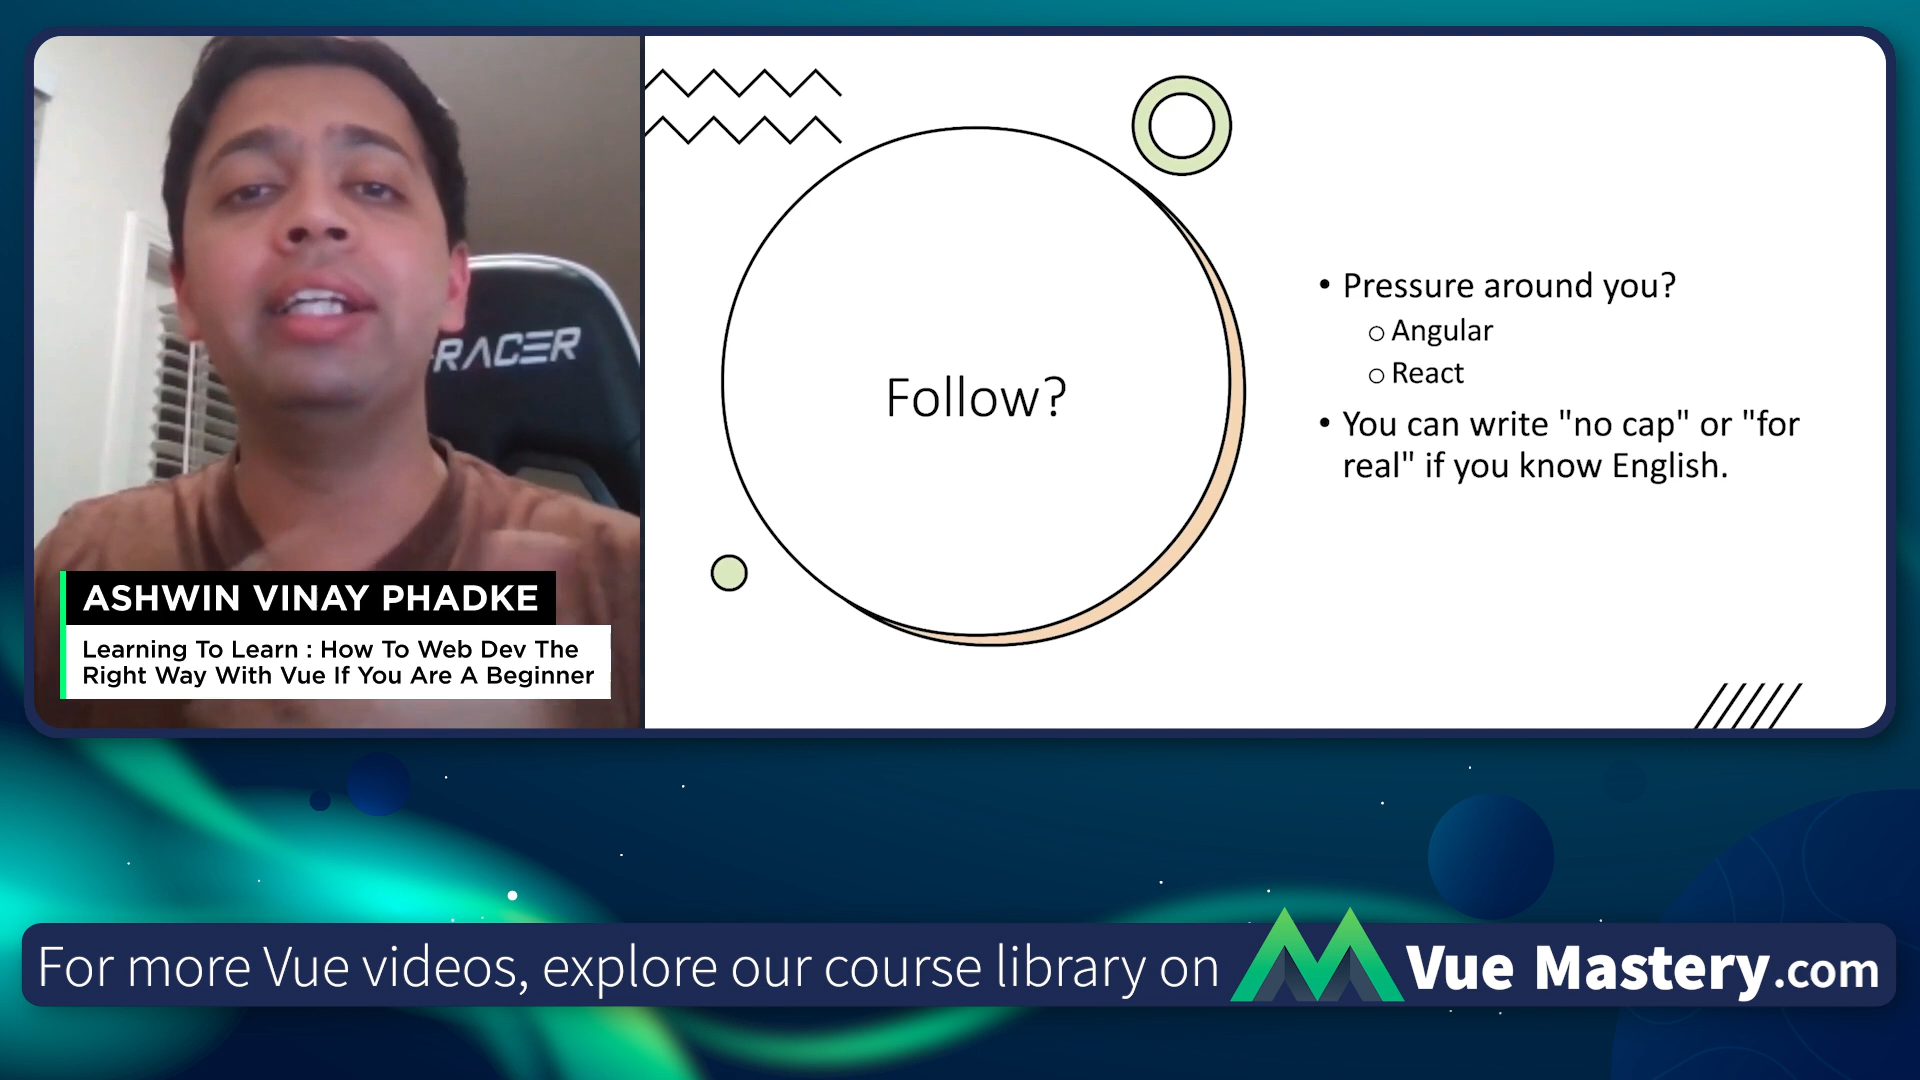 RACER
ASHWIN VINAY PHADKE
Learning To Learn : How To Web Dev The
Right Way With Vue If You Are A Beginner
Follow?
• Pressure around you?
○ Angular
○ React
• You can write "no cap" or "for
real" if you know English.
For more Vue videos, explore our course library on Vue Mastery.com